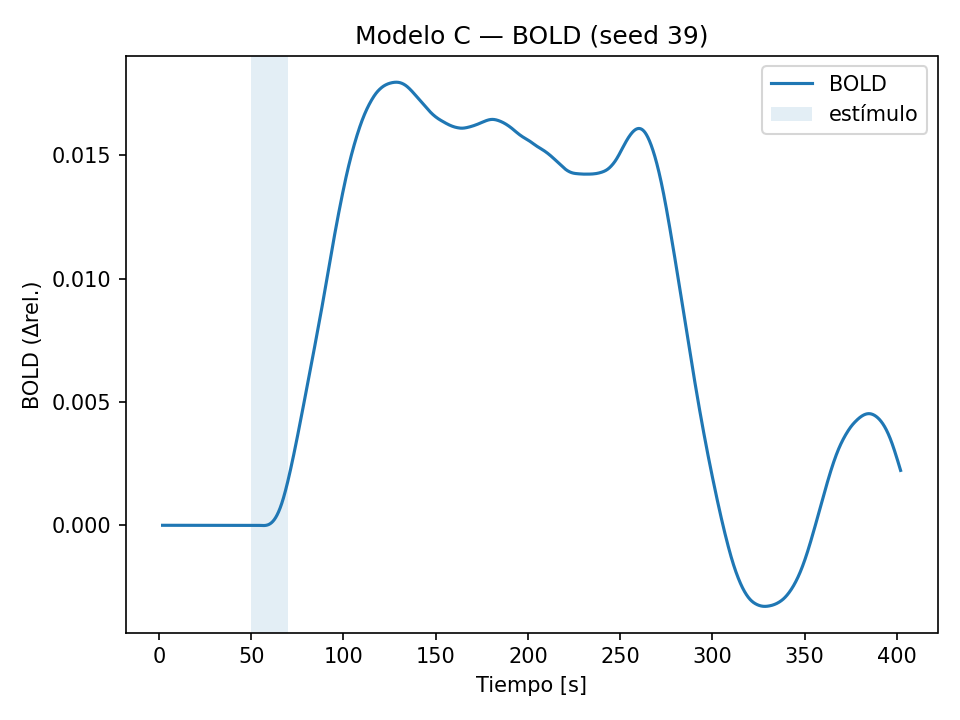 Modelo C — BOLD (seed 39)
BOLD
estímulo
BOLD (Δrel.)
0.015
0.010
0.005
0.000
0 50 100 150 200 250 300 350 400
Tiempo [s]